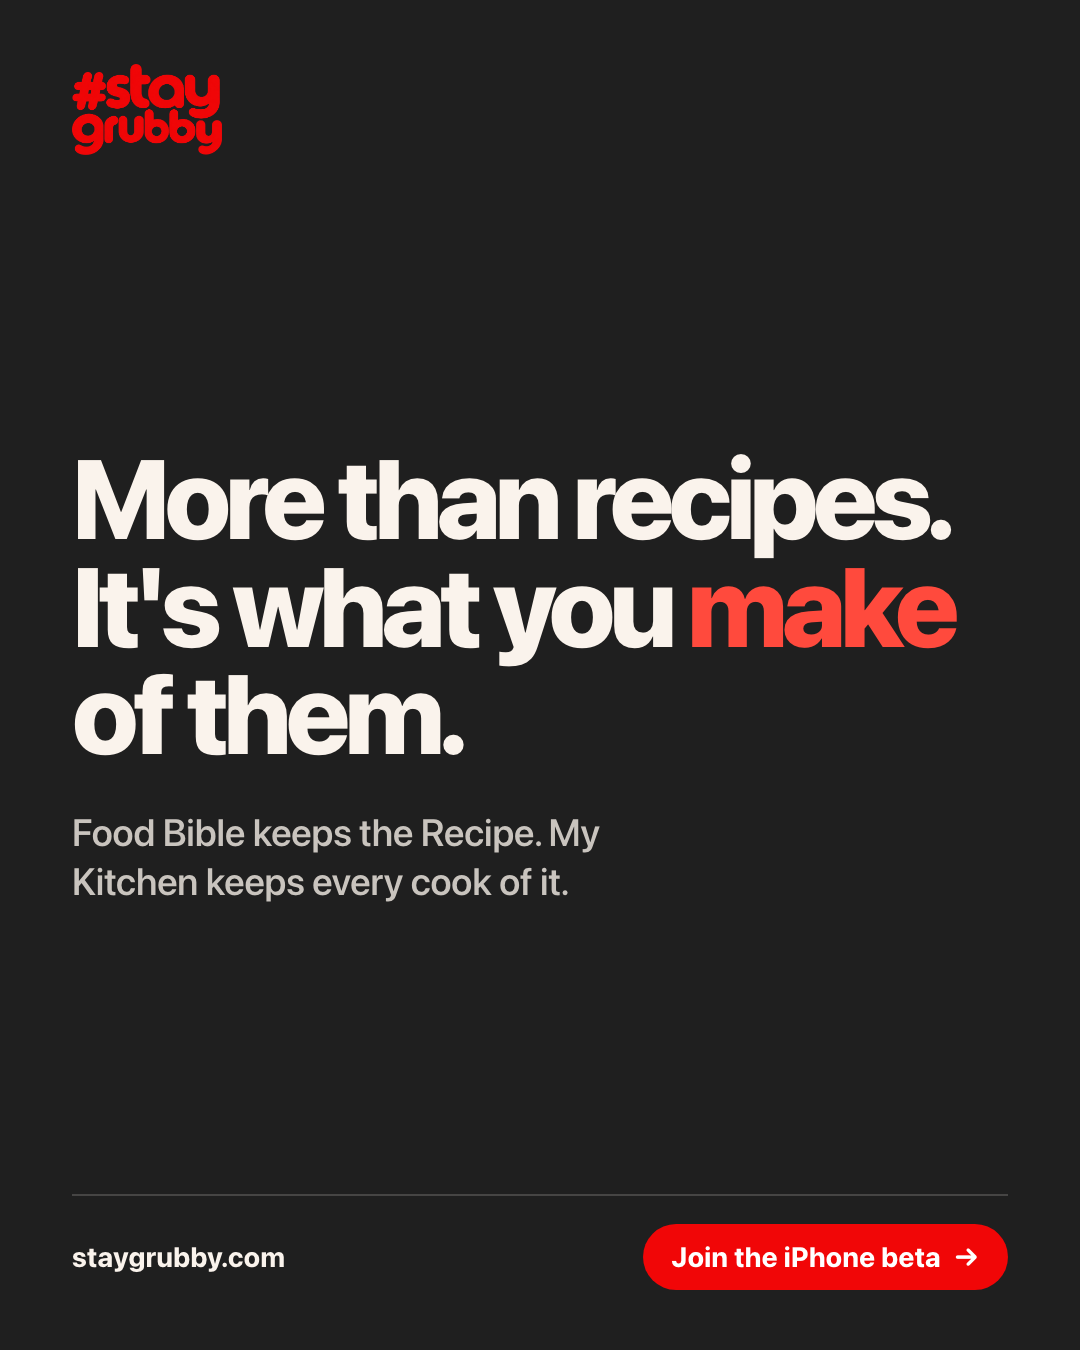 #stay
grubby
More than recipes.
It's what you make
of them.
Food Bible keeps the Recipe. My
Kitchen keeps every cook of it.
staygrubby.com
Join the iPhone beta →